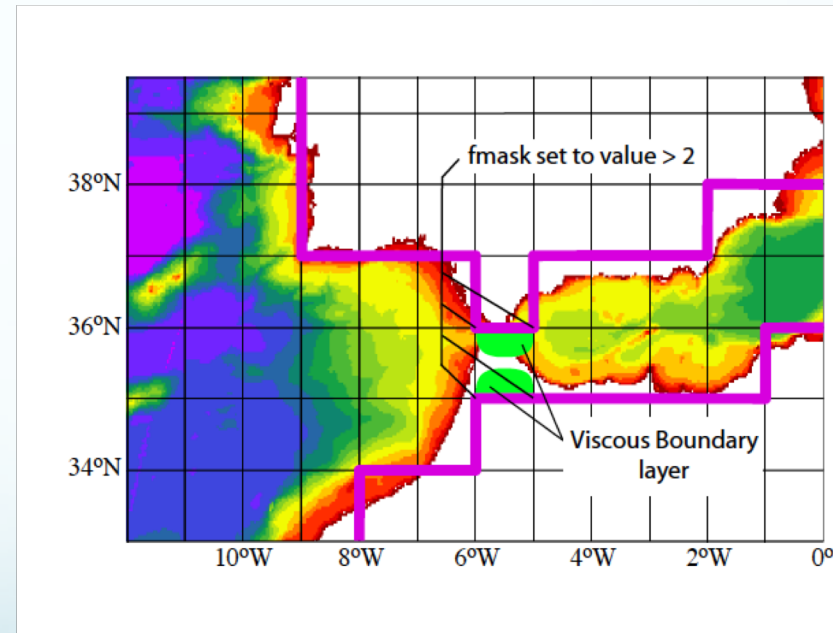 fmask set to value > 2
38ºN
36ºN
34ºN
Viscous Boundary
layer
10ºW
8ºW
6ºW
4ºW
2ºW
0º